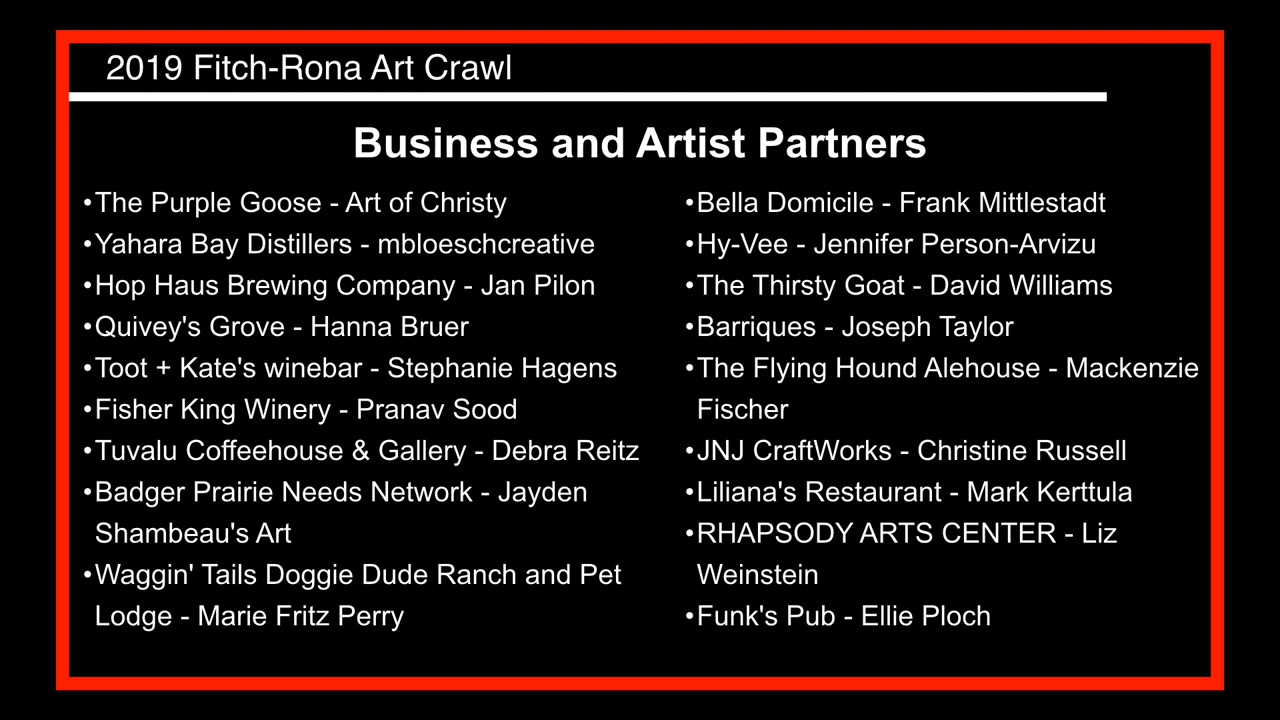 2019 Fitch-Rona Art Crawl
Business and Artist Partners
•The Purple Goose - Art of Christy
•Yahara Bay Distillers - mbloeschcreative
•Hop Haus Brewing Company - Jan Pilon
•Quivey's Grove - Hanna Bruer
•Toot + Kate's winebar - Stephanie Hagens
•Fisher King Winery - Pranav Sood
•Tuvalu Coffeehouse & Gallery - Debra Reitz
•Badger Prairie Needs Network - Jayden
Shambeau's Art
•Waggin' Tails Doggie Dude Ranch and Pet
Lodge - Marie Fritz Perry
•Bella Domicile - Frank Mittlestadt
•Hy-Vee - Jennifer Person-Arvizu
•The Thirsty Goat - David Williams
•Barriques - Joseph Taylor
•The Flying Hound Alehouse - Mackenzie
Fischer
•JNJ CraftWorks - Christine Russell
•Liliana's Restaurant - Mark Kerttula
•RHAPSODY ARTS CENTER - Liz
Weinstein
•Funk's Pub - Ellie Ploch